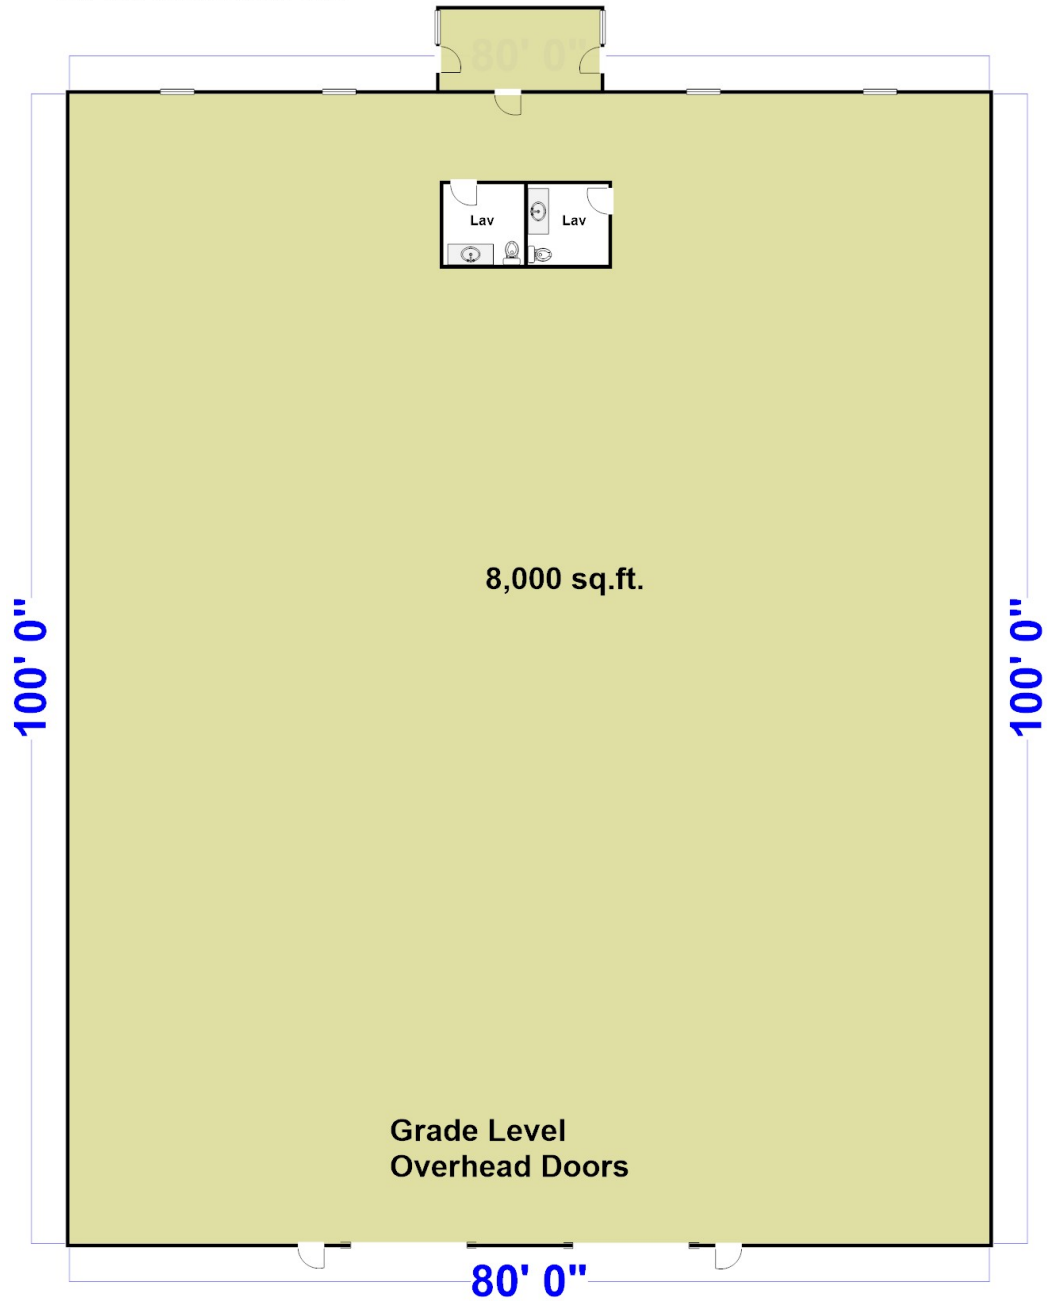 80' 0"
Lav
Lav
8,000 sq.ft.
100' 0"
100' 0"
Grade Level
Overhead Doors
80' 0"